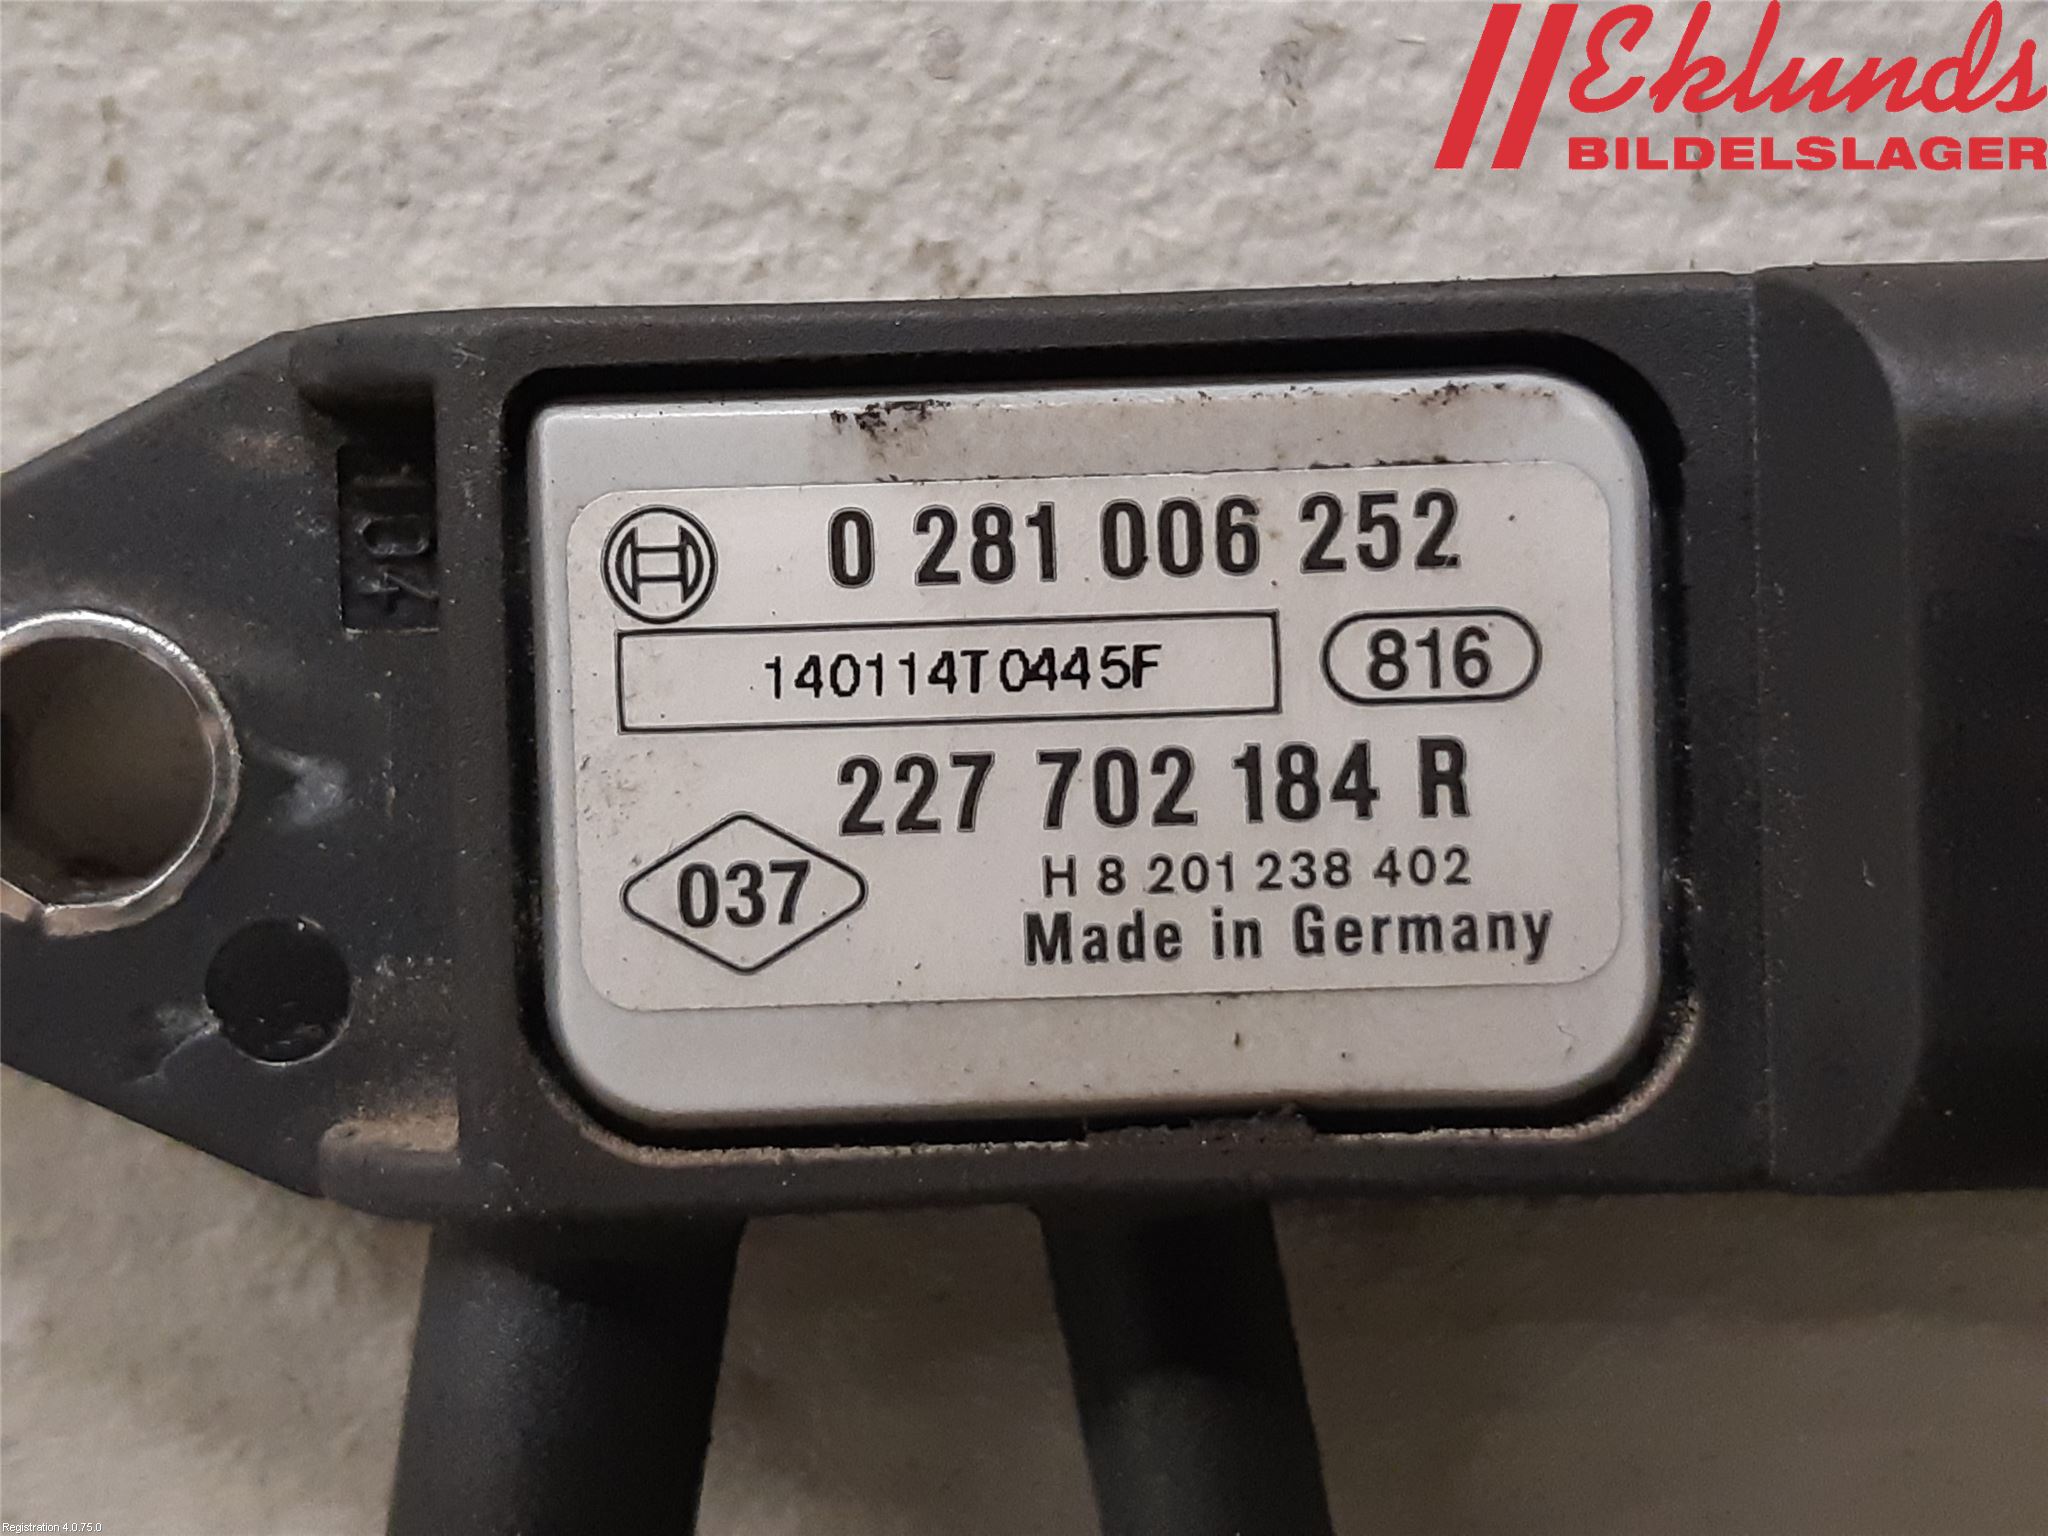 Eklunds
BILDELSLAGER
0 281 006 252
140114T0445F
816
227 702 184 R
037
H 8 201 238 402
Made in Germany
Registration 4.0.75.0